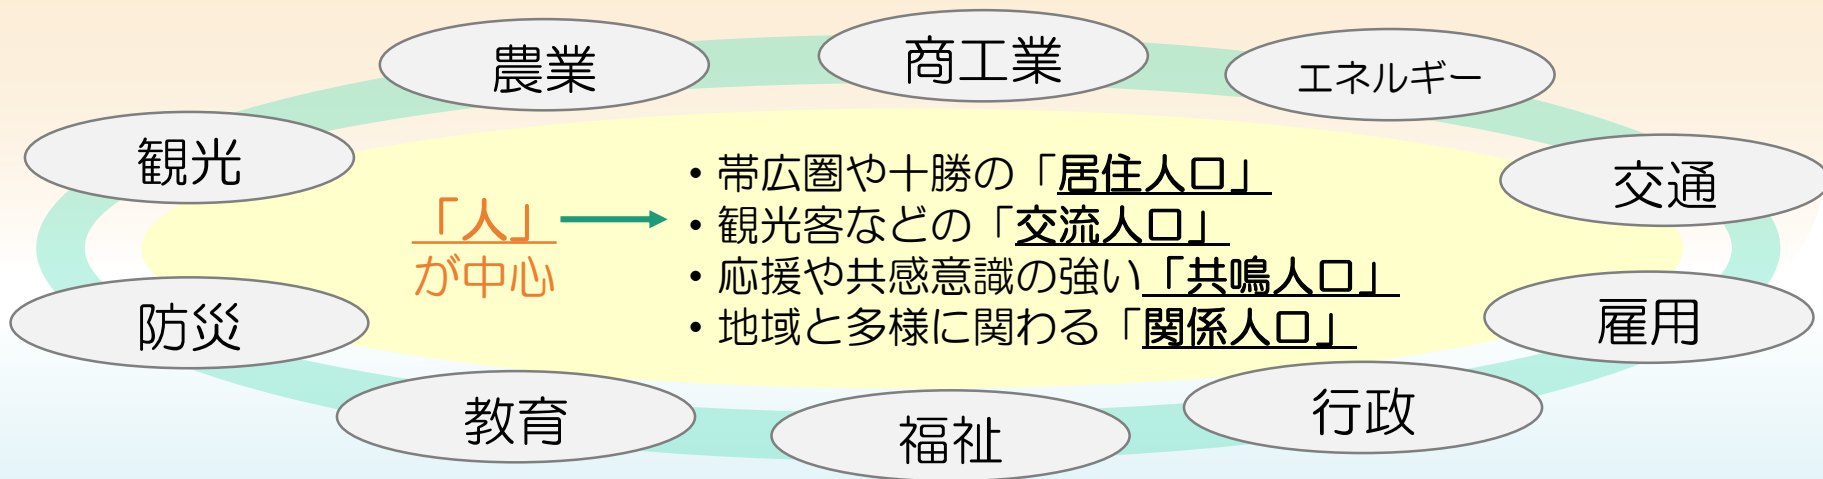 農業
商工業
エネルギー
観光
交通
「人」
が中心
・帯広圏や十勝の「居住人口」
・観光客などの「交流人口」
・応援や共感意識の強い「共鳴人口」
・地域と多様に関わる「関係人口」
防災
雇用
教育
福祉
行政